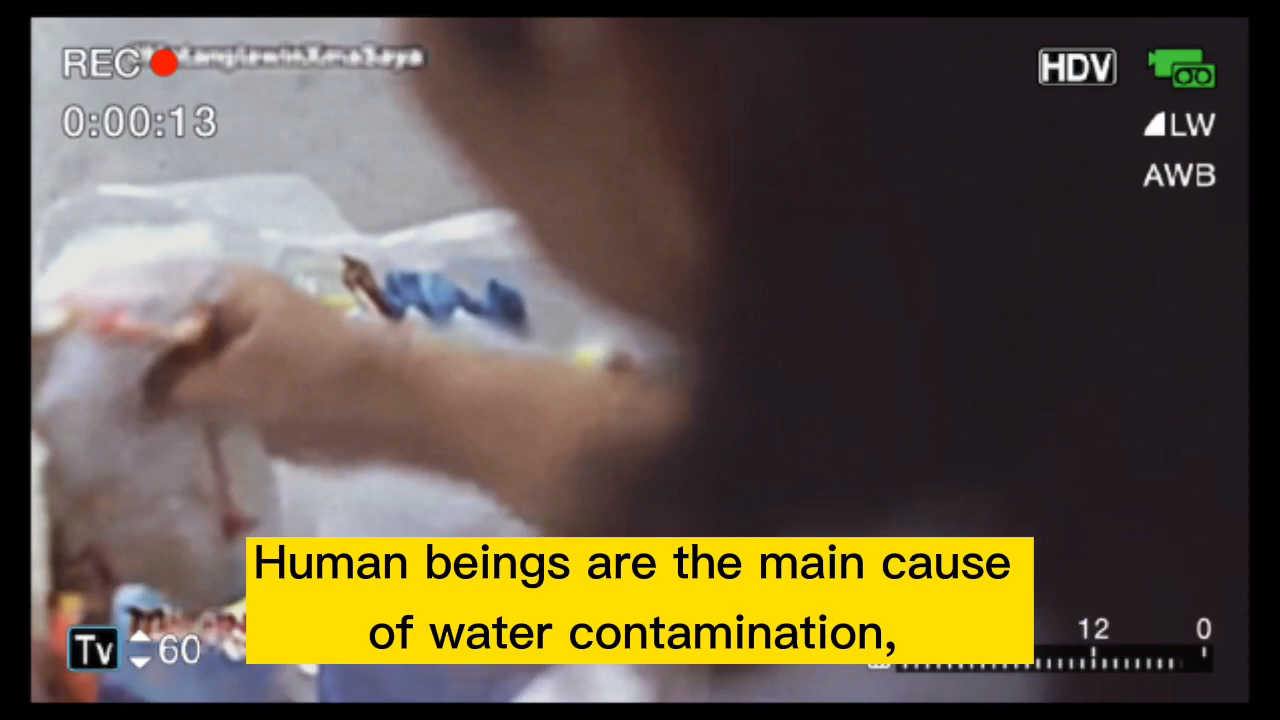 REC
0:00:13
HDV
LW
AWB
Human beings are the main cause
of water contamination,
Tv 60
12 0